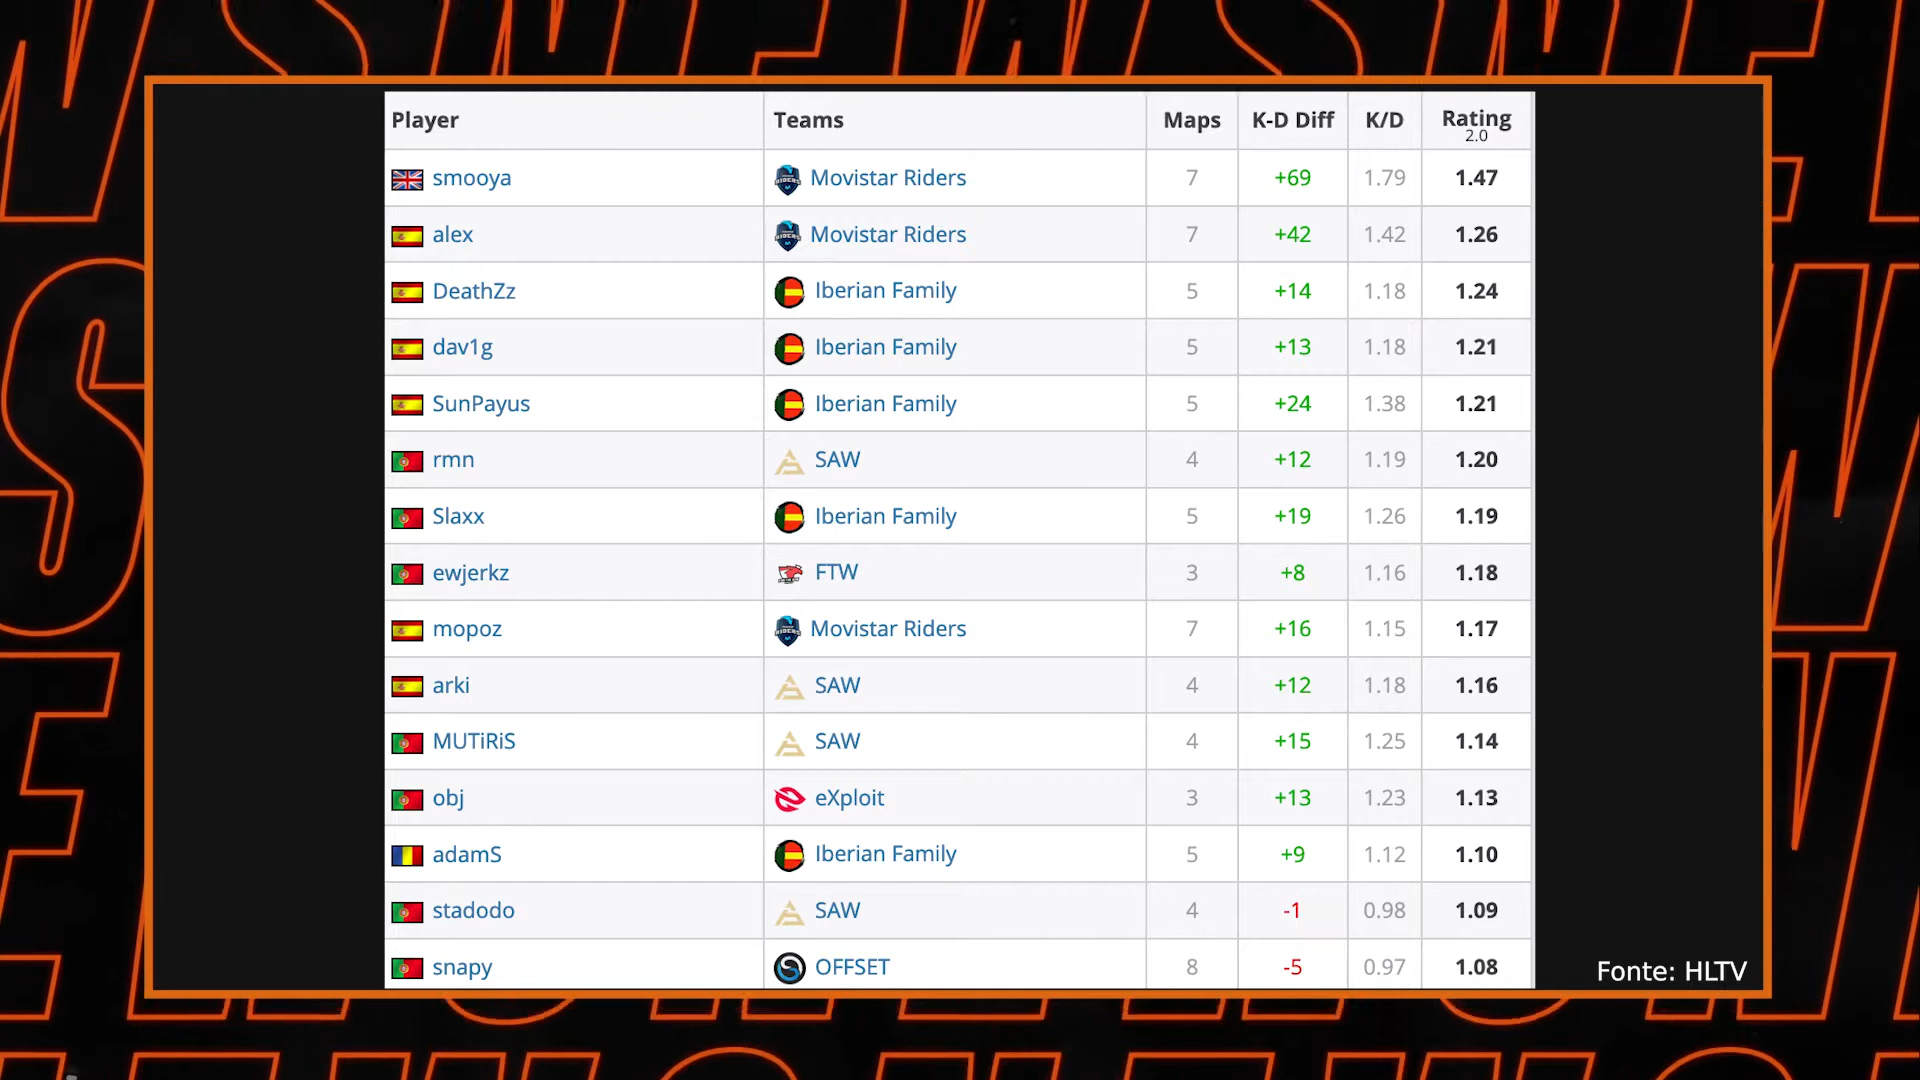 Player Teams Maps K-D Diff K/D Rating 2.0
smooya Movistar Riders 7 +69 1.79 1.47
alex Movistar Riders 7 +42 1.42 1.26
DeathZz Iberian Family 5 +14 1.18 1.24
dav1g Iberian Family 5 +13 1.18 1.21
SunPayus Iberian Family 5 +24 1.38 1.21
rmn SAW 4 +12 1.19 1.20
Slaxx Iberian Family 5 +19 1.26 1.19
ewjerkz FTW 3 +8 1.16 1.18
mopoz Movistar Riders 7 +16 1.15 1.17
arki SAW 4 +12 1.18 1.16
MUTiRiS SAW 4 +15 1.25 1.14
obj eXploit 3 +13 1.23 1.13
adamS Iberian Family 5 +9 1.12 1.10
stadodo SAW 4 -1 0.98 1.09
snapy OFFSET 8 -5 0.97 1.08
Fonte: HLTV